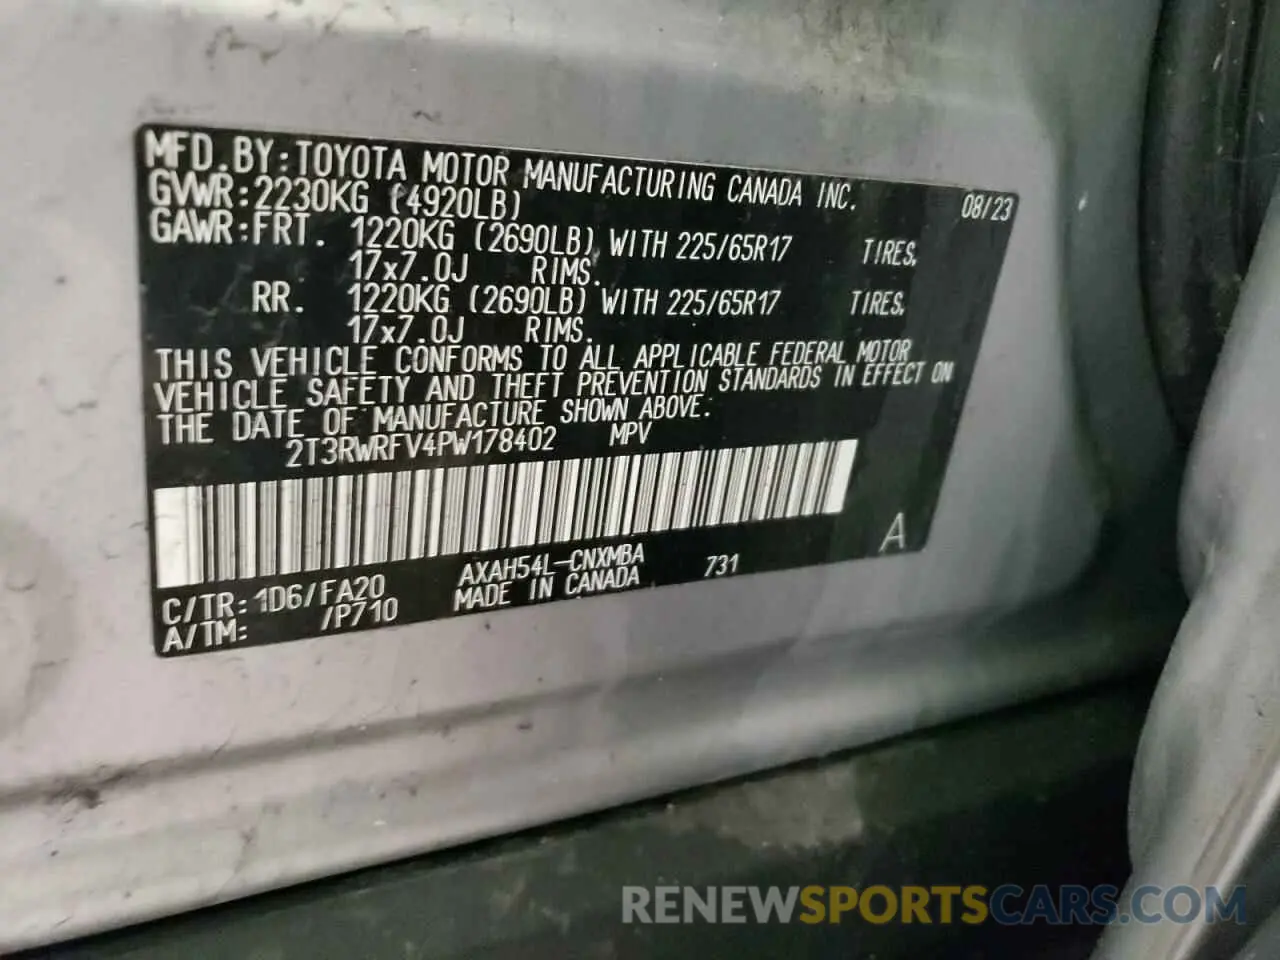 MFD.BY:TOYOTA MOTOR MANUFACTURING CANADA INC. 08/23
GVWR:2230KG (4920LB)
GAWR:FRT. 1220KG (2690LB) WITH 225/65R17 TIRES,
17x7.0J RIMS.
RR. 1220KG (2690LB) WITH 225/65R17 TIRES,
17x7.0J RIMS.
THIS VEHICLE CONFORMS TO ALL APPLICABLE FEDERAL MOTOR
VEHICLE SAFETY AND THEFT PREVENTION STANDARDS IN EFFECT ON
THE DATE OF MANUFACTURE SHOWN ABOVE.
2T3RWRFV4PW178402 MPV
A
C/TR:1D6/FA20 AXAH54L-CNXMBA 731
A/TM: /P710 MADE IN CANADA
RENEWSPORTSCARS.COM